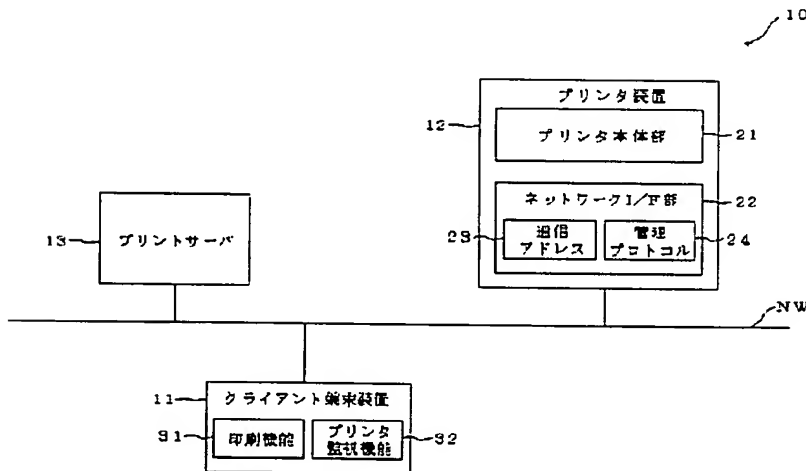 10
プリンタ装置
12
プリンタ本体部
21
ネットワークI/F部
22
23
通信
アドレス
管理
プロトコル
24
13
プリントサーバ
NW
11
クライアント端末装置
31
印刷機能
プリンタ
監視機能
32